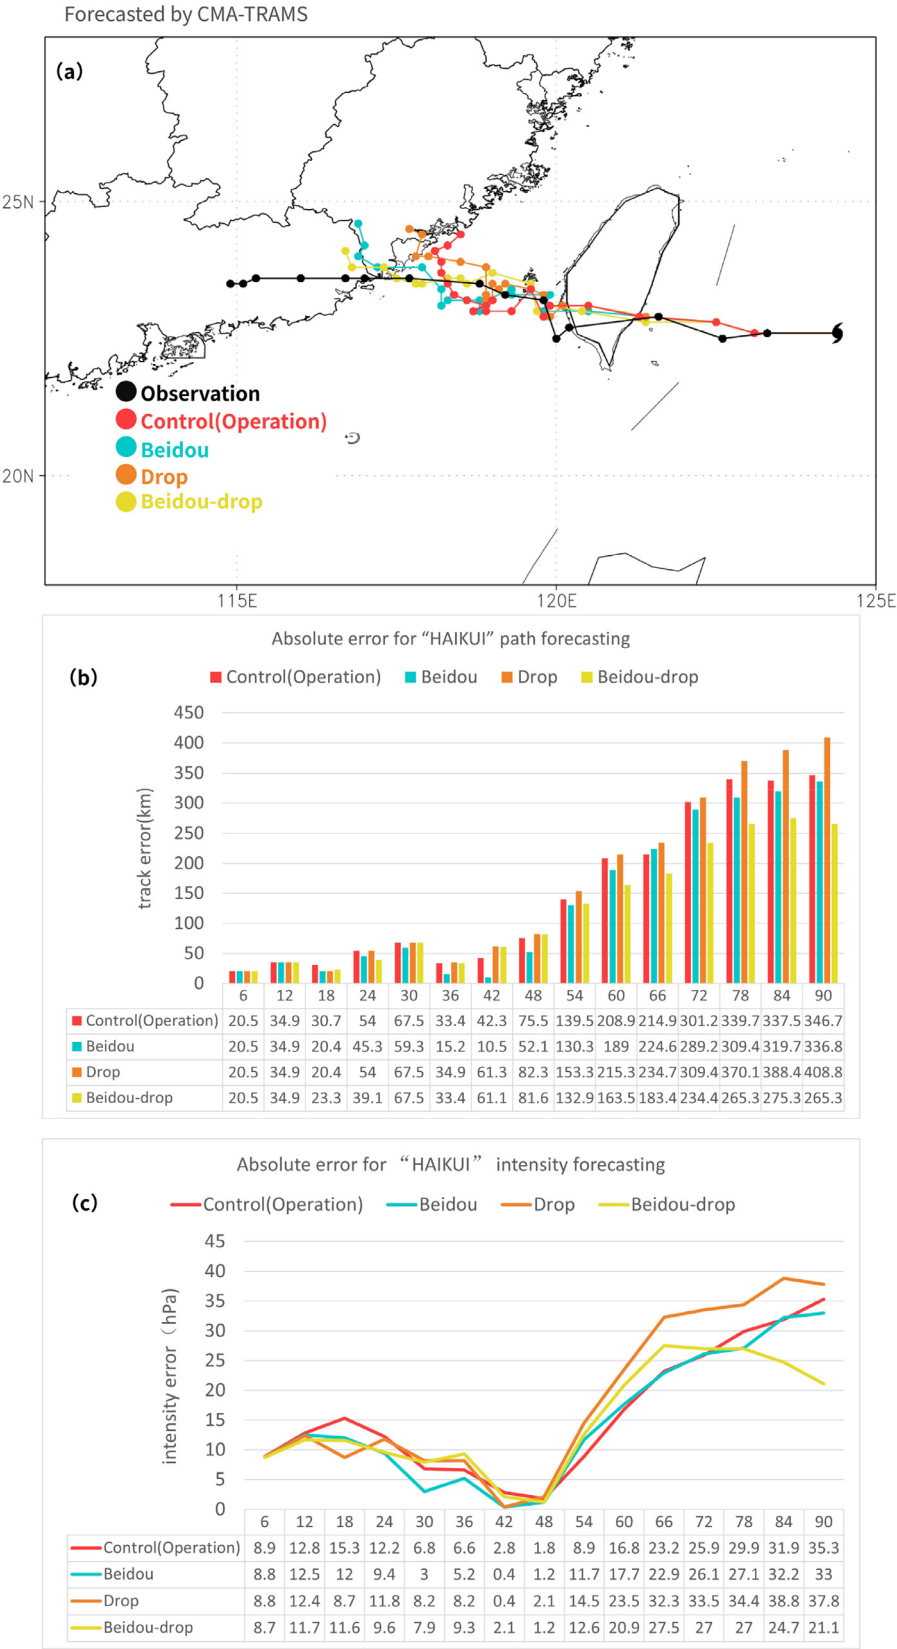 Forecasted by CMA-TRAMS
(a)
25N
20N
Observation
Control(Operation)
Beidou
Drop
Beidou-drop
115E 120E 125E
Absolute error for “HAIKUI” path forecasting
(b)
Control(Operation) Beidou Drop Beidou-drop
track error(km)
450
400
350
300
250
200
150
100
50
0
6 12 18 24 30 36 42 48 54 60 66 72 78 84 90
Control(Operation) 20.5 34.9 30.7 54 67.5 33.4 42.3 75.5 139.5 208.9 214.9 301.2 339.7 337.5 346.7
Beidou 20.5 34.9 20.4 45.3 59.3 15.2 10.5 52.1 130.3 189 224.6 289.2 309.4 319.7 336.8
Drop 20.5 34.9 20.4 54 67.5 34.9 61.3 82.3 153.3 215.3 234.7 309.4 370.1 388.4 408.8
Beidou-drop 20.5 34.9 23.3 39.1 67.5 33.4 61.1 81.6 132.9 163.5 183.4 234.4 265.3 275.3 265.3
Absolute error for “HAIKUI” intensity forecasting
(c)
Control(Operation) Beidou Drop Beidou-drop
intensity error（hPa)
45
40
35
30
25
20
15
10
5
0
6 12 18 24 30 36 42 48 54 60 66 72 78 84 90
Control(Operation) 8.9 12.8 15.3 12.2 6.8 6.6 2.8 1.8 8.9 16.8 23.2 25.9 29.9 31.9 35.3
Beidou 8.8 12.5 12 9.4 3 5.2 0.4 1.2 11.7 17.7 22.9 26.1 27.1 32.2 33
Drop 8.8 12.4 8.7 11.8 8.2 8.2 0.4 2.1 14.5 23.5 32.3 33.5 34.4 38.8 37.8
Beidou-drop 8.7 11.7 11.6 9.6 7.9 9.3 2.1 1.2 12.6 20.9 27.5 27 27 24.7 21.1